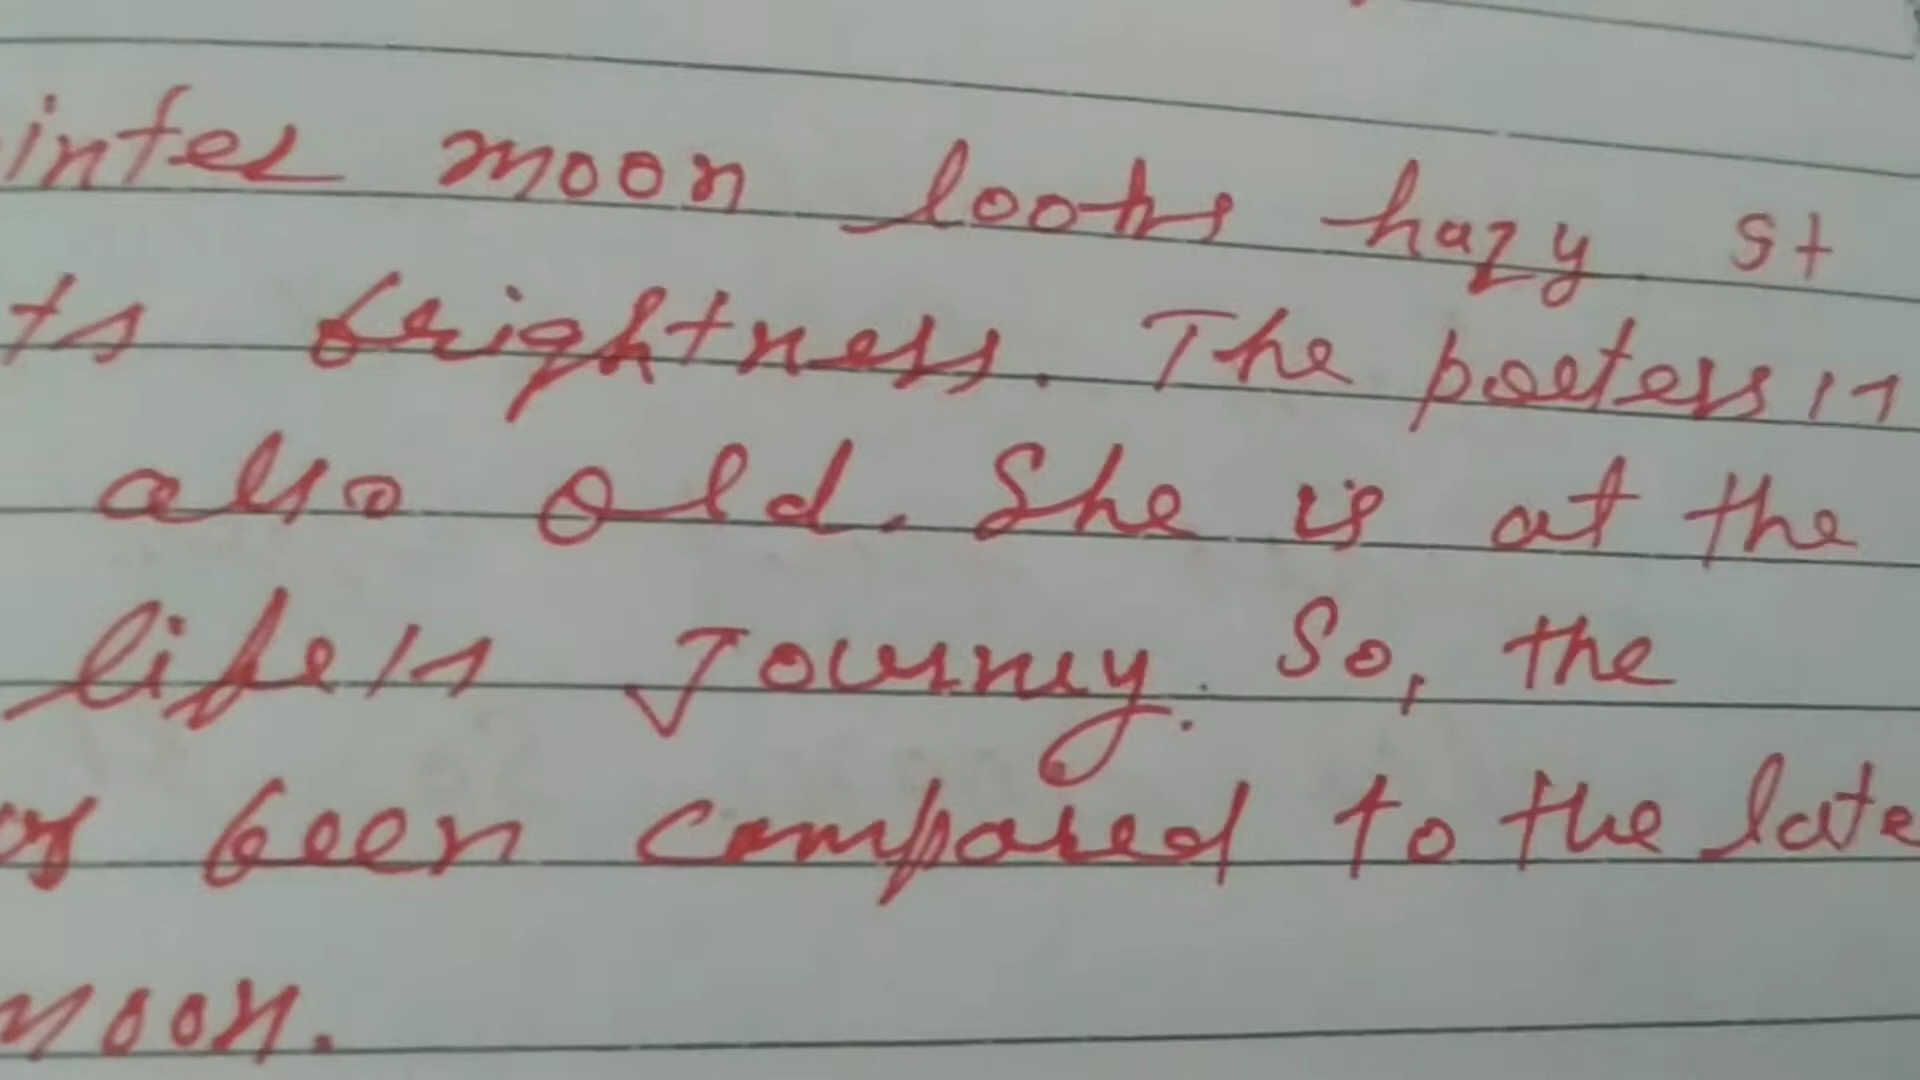 inter moon looks hazy st
ts brightness. The poetess is
also old. She is at the
life's Journey. So, the
been compared to the late
moon.